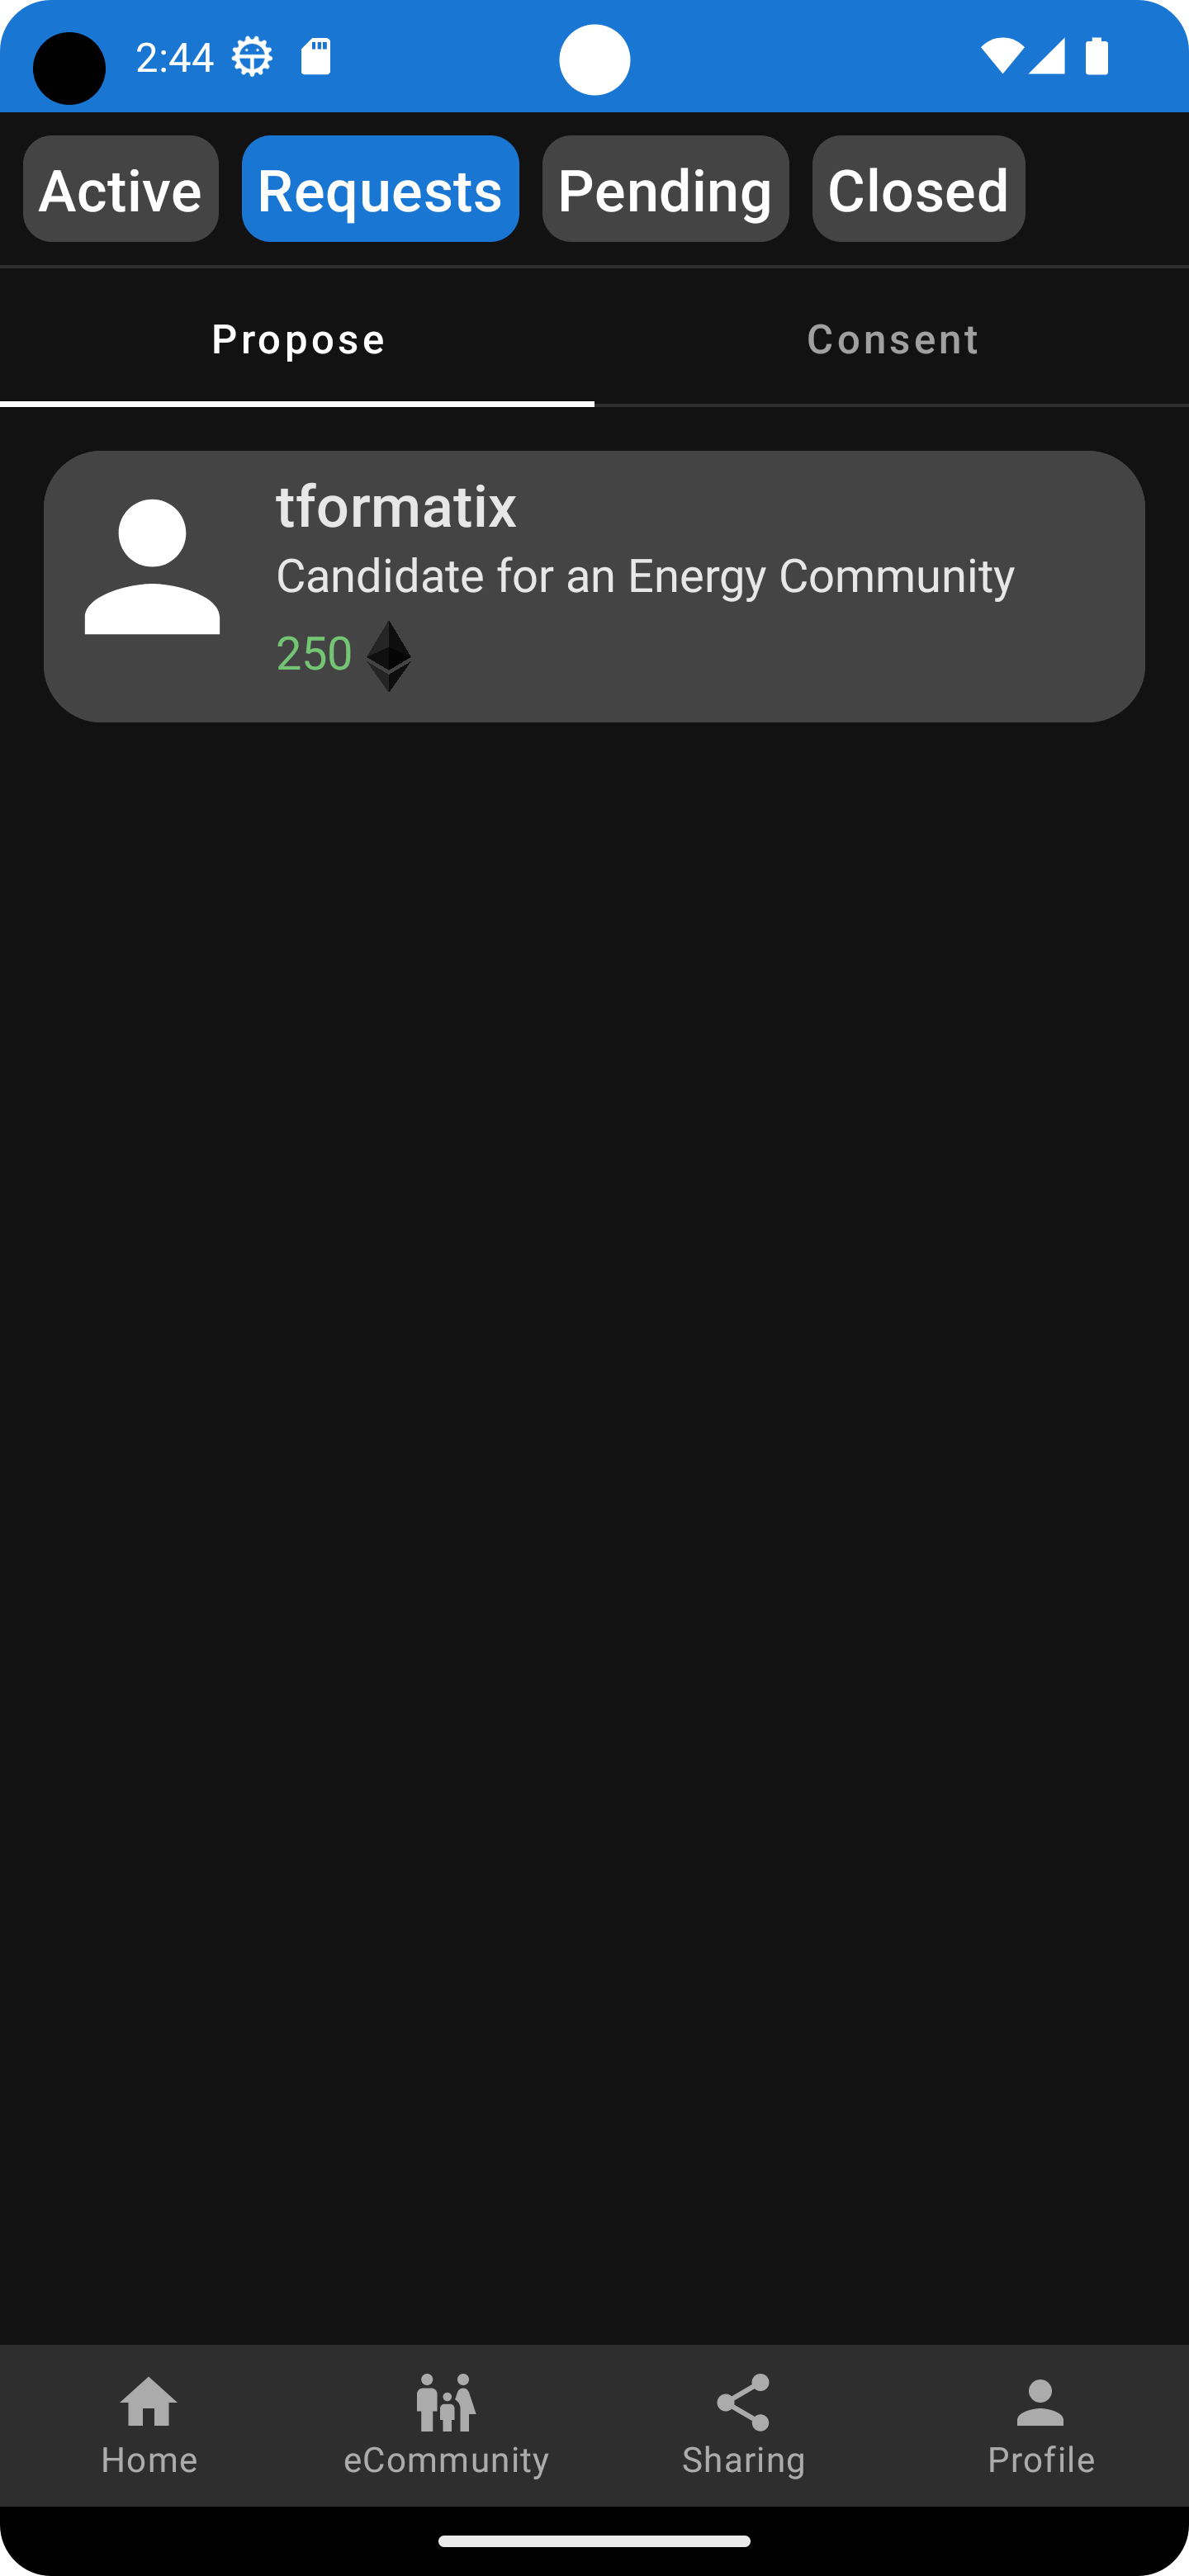 2:44
Active Requests Pending Closed
Propose Consent
tformatix
Candidate for an Energy Community
250
Home eCommunity Sharing Profile